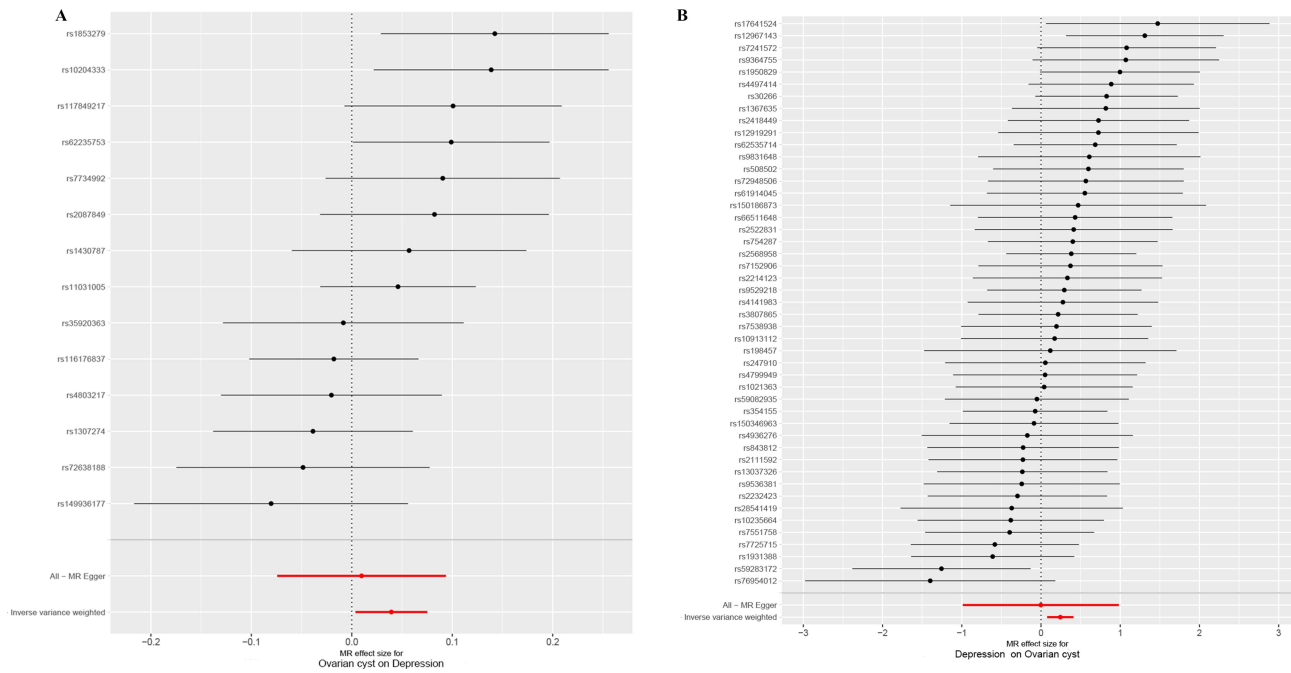 A
rs1853279
rs10204333
rs117849217
rs62235753
rs7734992
rs2087849
rs1430787
rs11031005
rs35920363
rs116176837
rs4803217
rs1307274
rs72638188
rs149936177
All − MR Egger
Inverse variance weighted
−0.2
−0.1
0.0
0.1
0.2
MR effect size for
Ovarian cyst on Depression
B
rs17641524
rs12967143
rs7241572
rs9364755
rs1950829
rs4497414
rs30266
rs1367635
rs2418449
rs12919291
rs62535714
rs9831648
rs508502
rs72948506
rs61914045
rs150186873
rs66511648
rs2522831
rs754287
rs2568958
rs7152906
rs2214123
rs9529218
rs4141983
rs3807865
rs7538938
rs10913112
rs198457
rs247910
rs4799949
rs1021363
rs59082935
rs354155
rs150346963
rs4936276
rs843812
rs2111592
rs13037326
rs9536381
rs2232423
rs28541419
rs10235664
rs7551758
rs7725715
rs1931388
rs59283172
rs76954012
All − MR Egger
Inverse variance weighted
−3
−2
−1
0
1
2
3
MR effect size for
Depression on Ovarian cyst